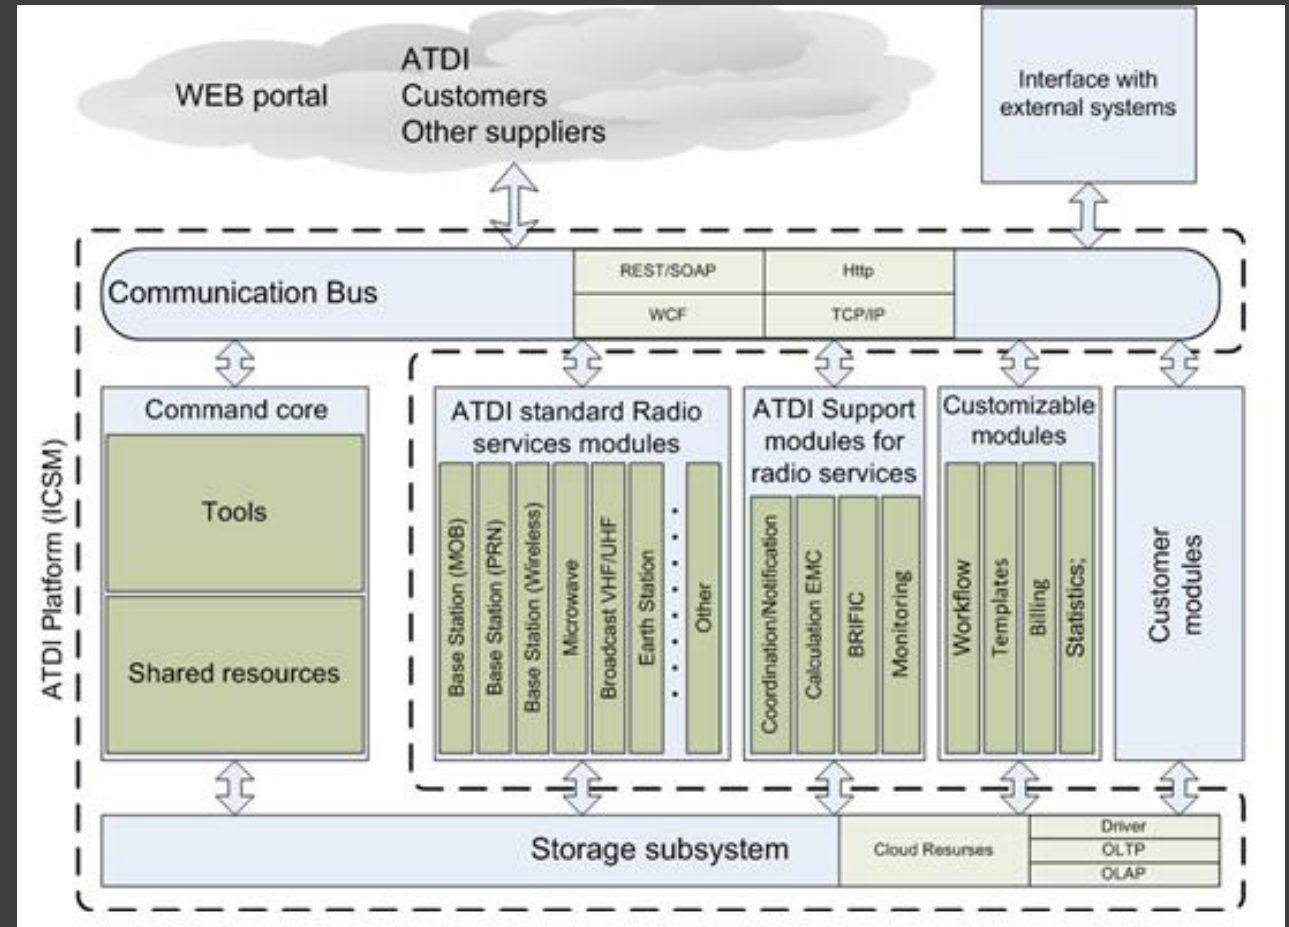 WEB portal
ATDI
Customers
Other suppliers
Interface with
external systems
Communication Bus
REST/SOAP
Http
WCF
TCP/IP
ATDI Platform (ICSM)
Command core
Tools
Shared resources
ATDI standard Radio
services modules
Base Station (MOB)
Base Station (PRN)
Base Station (Wireless)
Microwave
Broadcast VHF/UHF
Earth Station
Other
ATDI Support
modules for
radio services
Coordination/Notification
Calculation EMC
BRIFIC
Monitoring
Customizable
modules
Workflow
Templates
Billing
Statistics;
Customer
modules
Storage subsystem
Cloud Resurses
Driver
OLTP
OLAP